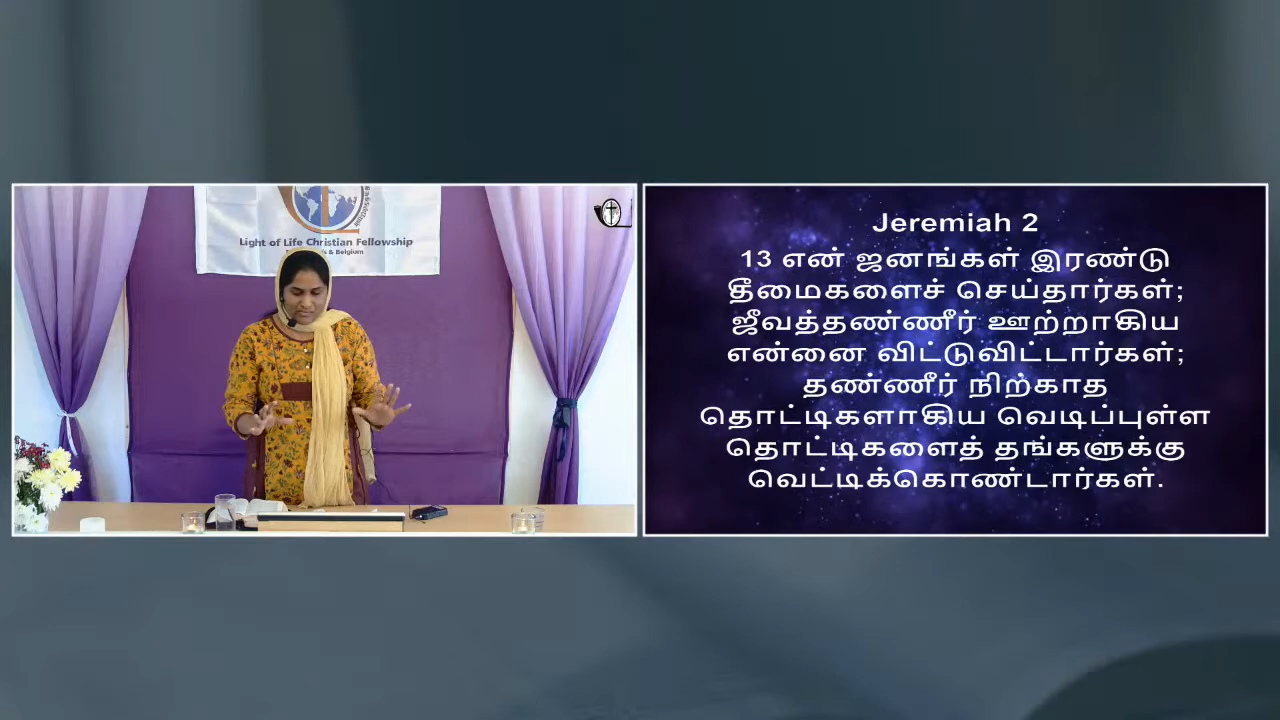 Light of Life Christian Fellowship
& Belgium
Jeremiah 2
13 என் ஜனங்கள் இரண்டு
தீமைகளைச் செய்தார்கள்;
ஜீவத்தண்ணீர் ஊற்றாகிய
என்னை விட்டுவிட்டார்கள்;
தண்ணீர் நிற்காத
தொட்டிகளாகிய வெடிப்புள்ள
தொட்டிகளைத் தங்களுக்கு
வெட்டிக்கொண்டார்கள்.